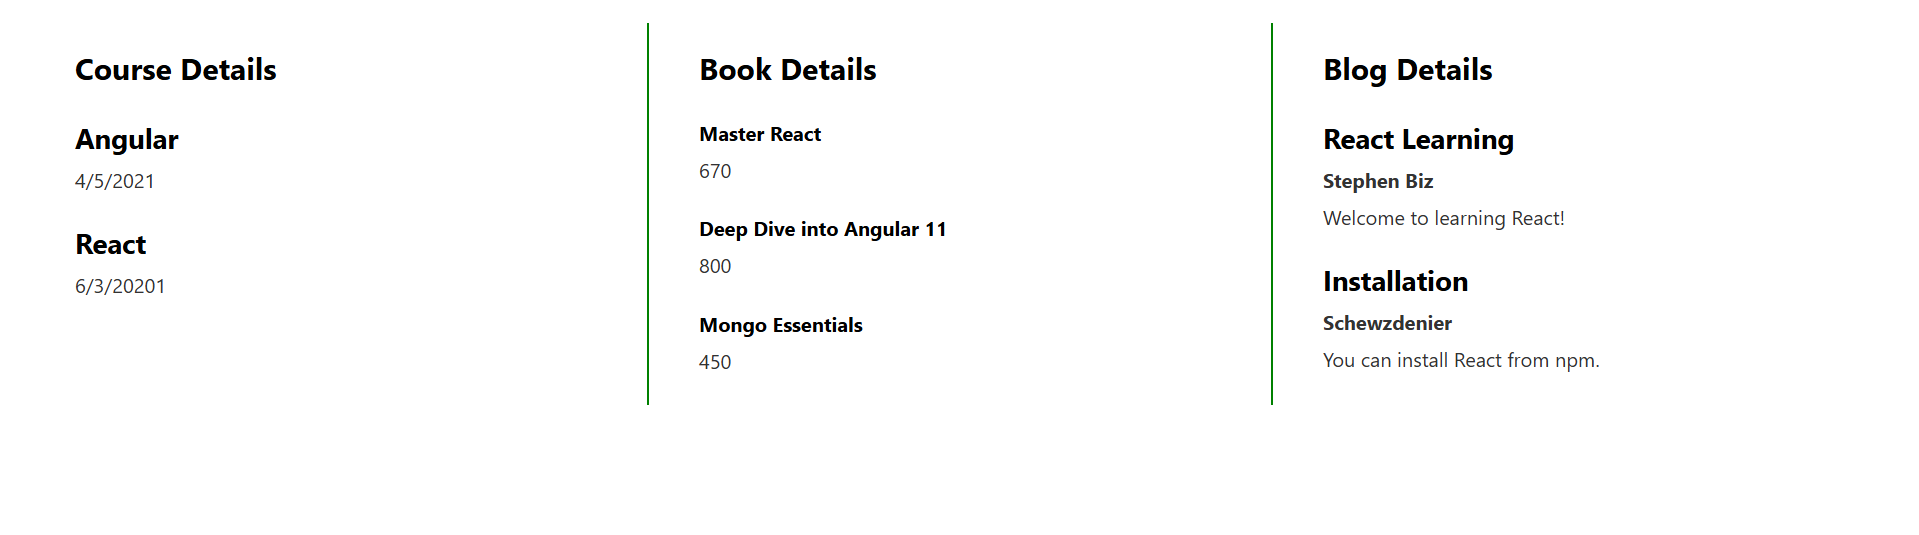 Course Details
Angular
4/5/2021
React
6/3/20201
Book Details
Master React
670
Deep Dive into Angular 11
800
Mongo Essentials
450
Blog Details
React Learning
Stephen Biz
Welcome to learning React!
Installation
Schewzdenier
You can install React from npm.